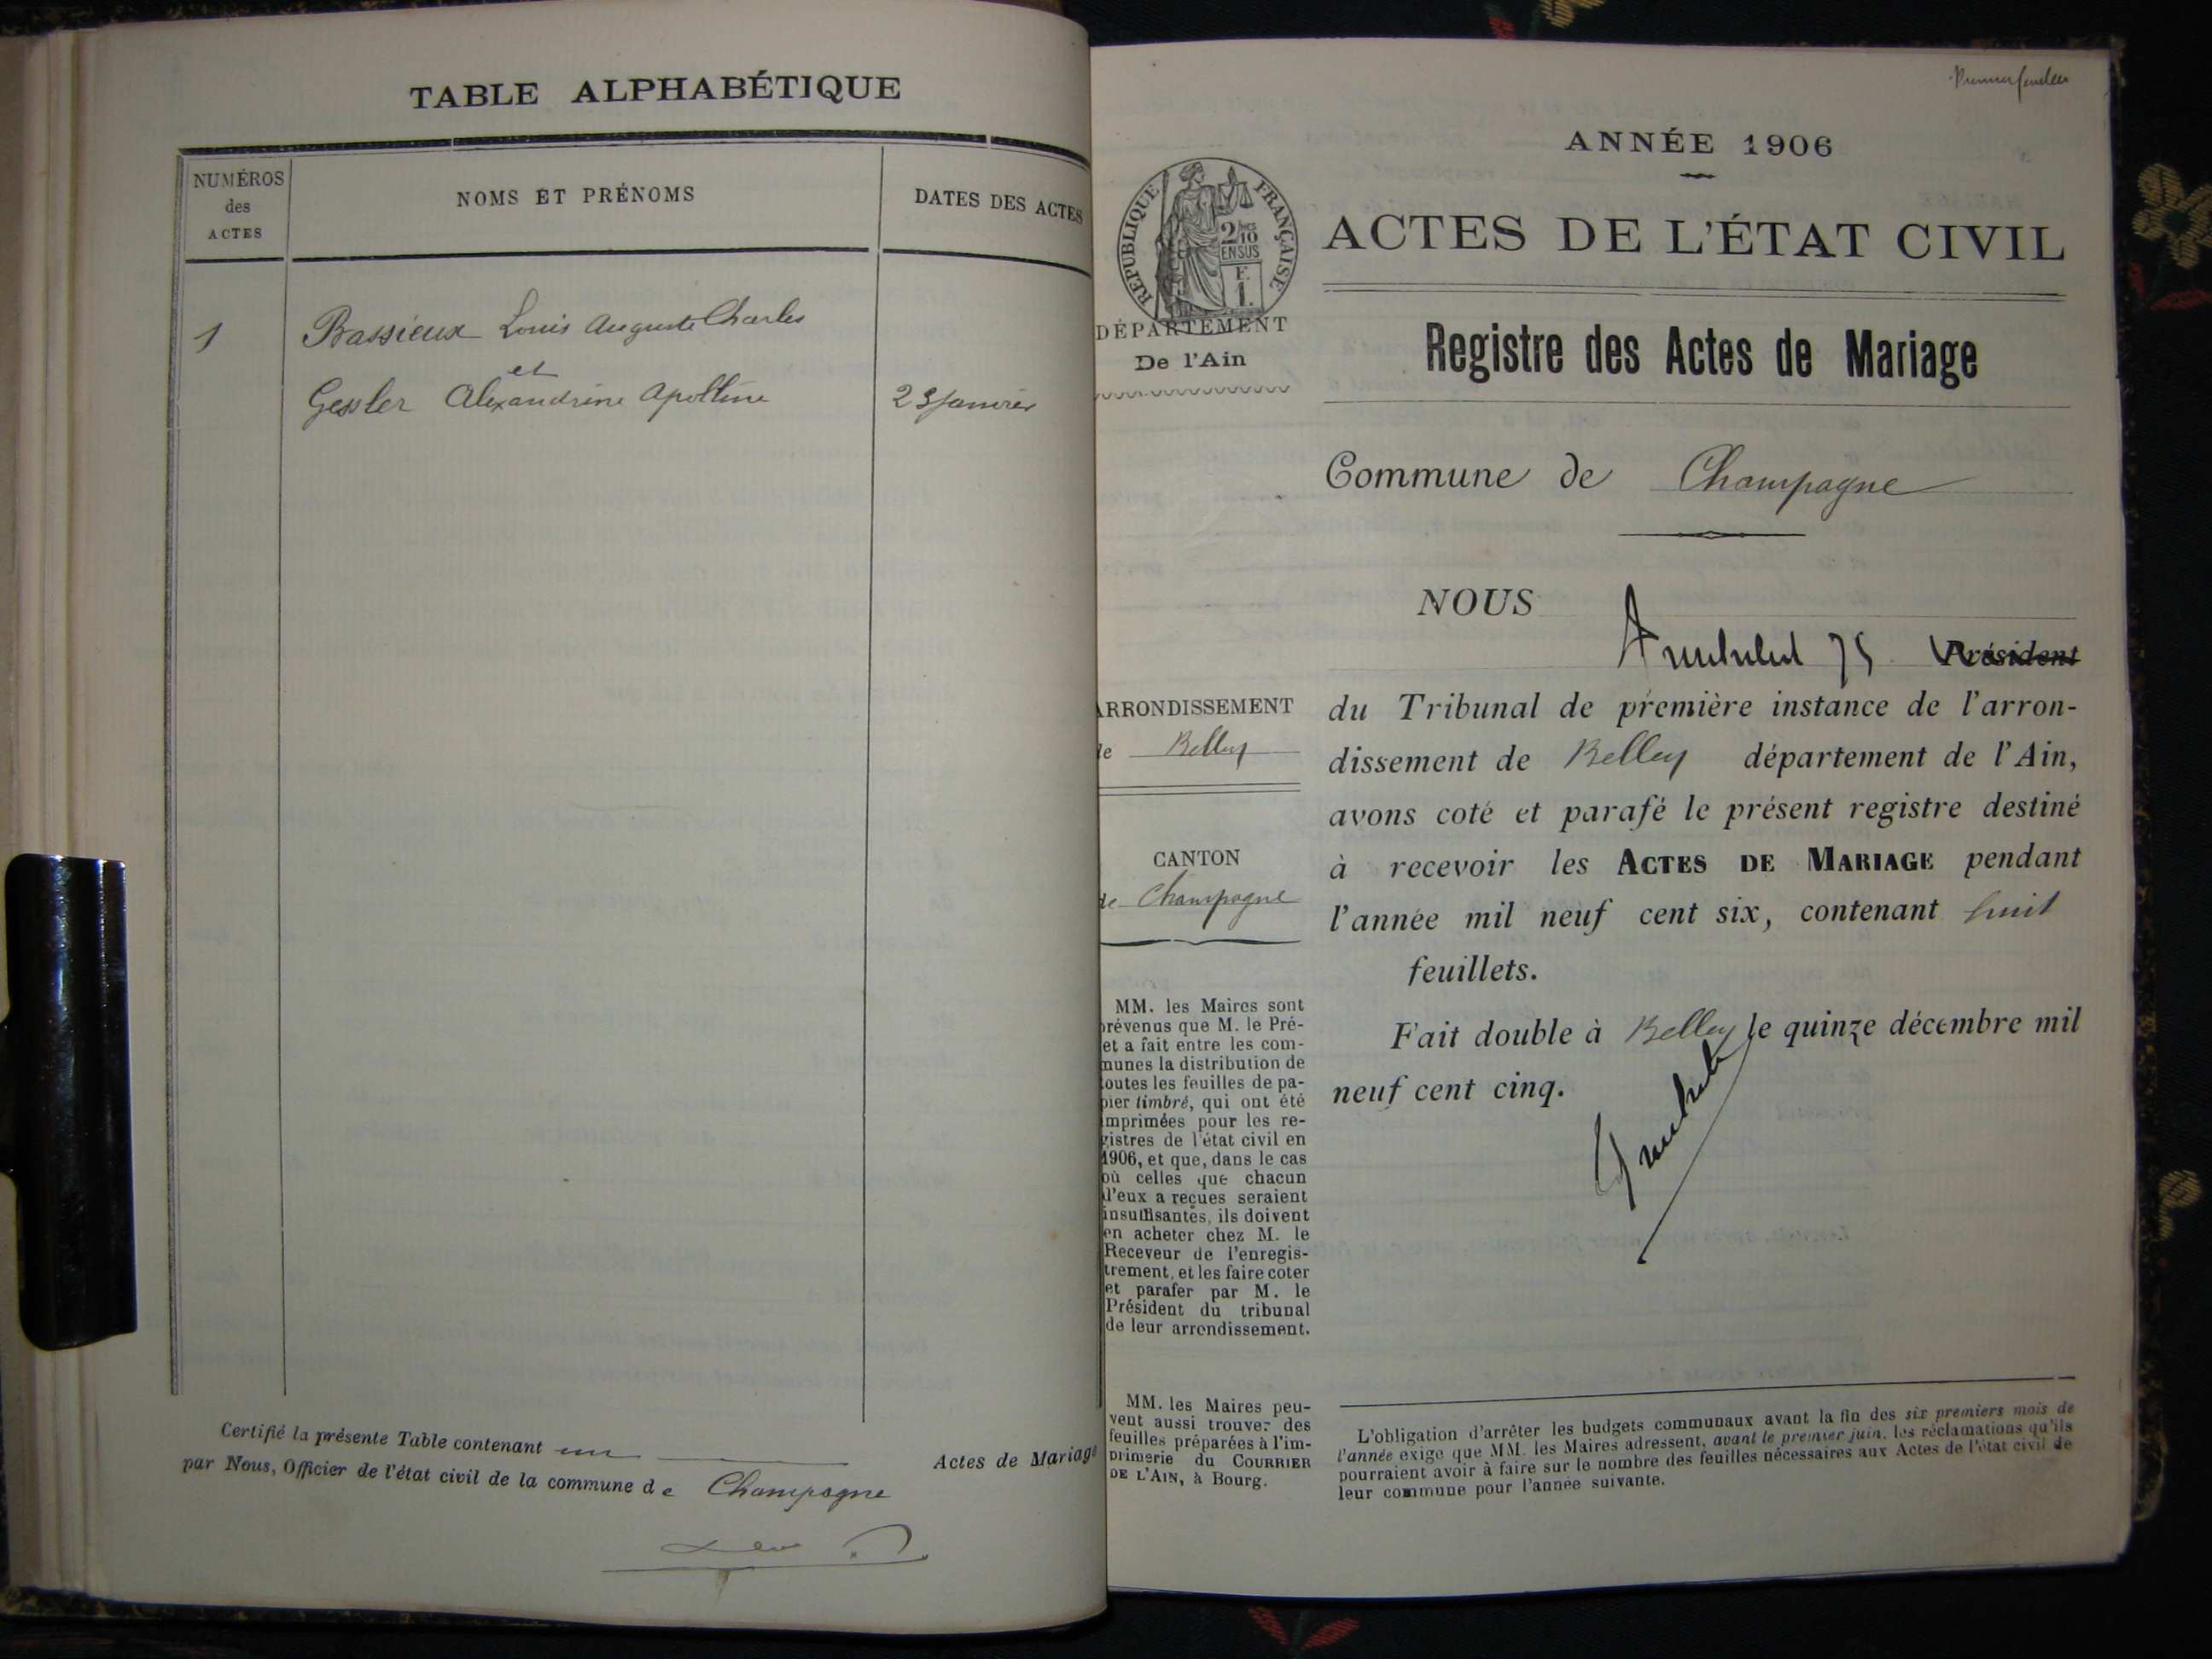 TABLE ALPHABÉTIQUE
NUMÉROS
des
ACTES
NOMS ET PRÉNOMS
DATES DES ACTES
1
Bassieux Louis Auguste Charles
et
Gessler Alexandrine Apolline
23 Janvier
Certifié la présente Table contenant un
Actes de Mariage
par Nous, Officier de l'état civil de la commune de Champagne
Premier feuillet
ANNÉE 1906
RÉPUBLIQUE FRANÇAISE
2/10
EN SUS
F.
1.
ACTES DE L'ÉTAT CIVIL
DÉPARTEMENT
De l'Ain
Registre des Actes de Mariage
Commune de Champagne
NOUS
Président
ARRONDISSEMENT
de Belley
CANTON
de Champagne
du Tribunal de première instance de l'arron-
dissement de Belley département de l'Ain,
avons coté et parafé le présent registre destiné
à recevoir les ACTES DE MARIAGE pendant
l'année mil neuf cent six, contenant huit
feuillets.
Fait double à Belley le quinze décembre mil
neuf cent cinq.
MM. les Maires sont
prévenus que M. le Pré-
et a fait entre les com-
munes la distribution de
toutes les feuilles de pa-
pier timbré, qui ont été
imprimées pour les re-
gistres de l'état civil en
1906, et que, dans le cas
où celles que chacun
d'eux a reçues seraient
insuffisantes, ils doivent
en acheter chez M. le
Receveur de l'enregis-
trement, et les faire coter
et parafer par M. le
Président du tribunal
de leur arrondissement.
MM. les Maires peu-
vent aussi trouver des
feuilles préparées à l'im-
primerie du COURRIER
DE L'AIN, à Bourg.
L'obligation d'arrêter les budgets communaux avant la fin des six premiers mois de
l'année exige que MM. les Maires adressent, avant le premier juin, les réclamations qu'ils
pourraient avoir à faire sur le nombre des feuilles nécessaires aux Actes de l'état civil de
leur commune pour l'année suivante.